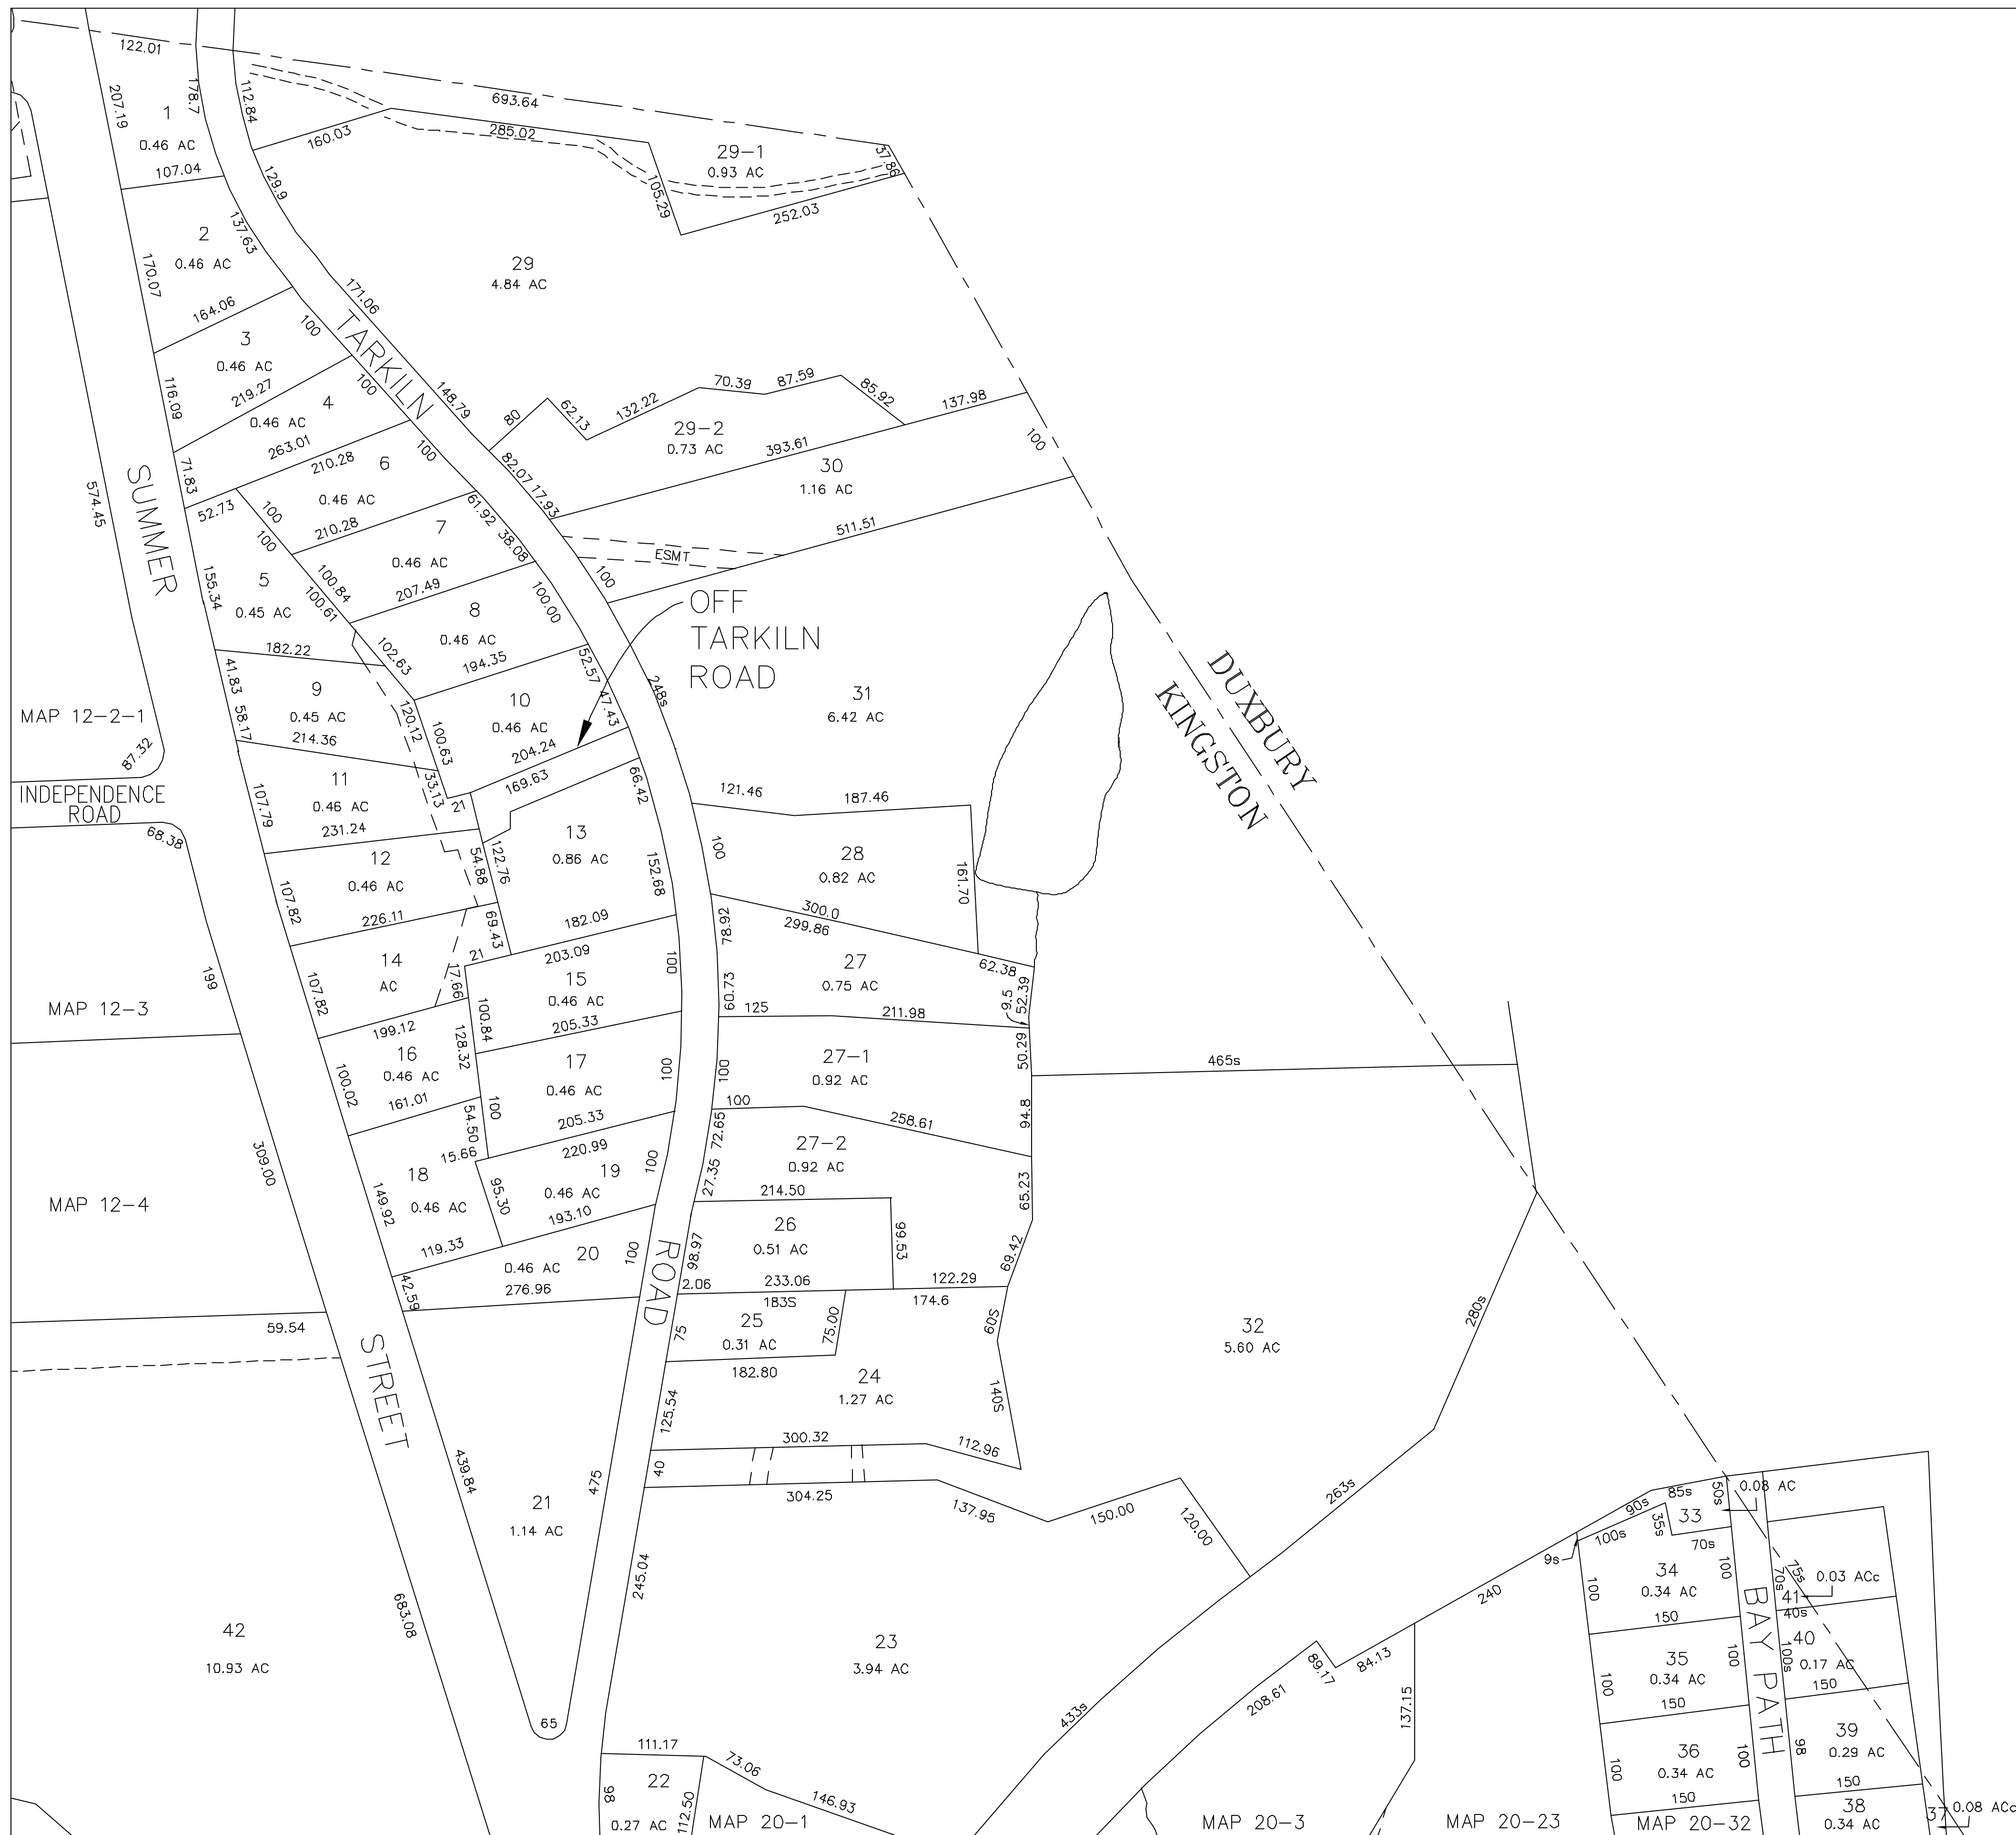 122.01
207.19
178.7
112.84
1
0.46 AC
107.04
693.64
160.03
285.02
29-1
0.93 AC
37.86
105.29
252.03
129.9
137.63
2
0.46 AC
170.07
164.06
29
4.84 AC
171.06
100
TARKILN
3
0.46 AC
116.09
219.27
100
148.79
4
0.46 AC
263.01
80
62.13
132.22
70.39
87.59
85.92
137.98
29-2
0.73 AC
393.61
100
71.83
210.28
6
100
82.07
17.93
30
1.16 AC
0.46 AC
52.73
100
210.28
61.92
38.08
511.51
574.45
SUMMER
100
7
0.46 AC
ESMT
155.34
5
0.45 AC
100.84
100.61
207.49
100.00
100
8
0.46 AC
OFF
TARKILN
ROAD
182.22
102.63
194.35
52.57
47.43
248s
31
6.42 AC
DUXBURY
KINGSTON
41.83
58.17
9
0.45 AC
214.36
120.12
100.63
10
0.46 AC
204.24
MAP 12-2-1
87.32
INDEPENDENCE
ROAD
68.38
11
0.46 AC
107.79
231.24
33.13
21
169.63
66.42
121.46
187.46
13
0.86 AC
152.68
100
28
0.82 AC
161.70
12
0.46 AC
107.82
226.11
54.88
122.76
69.43
182.09
300.0
299.86
78.92
62.38
199
MAP 12-3
14
AC
107.82
21
17.66
203.09
15
0.46 AC
100
27
0.75 AC
60.73
9.5
52.39
125
211.98
199.12
100.84
205.33
16
0.46 AC
128.32
100.02
161.01
17
0.46 AC
100
100
27-1
0.92 AC
50.29
465s
100
258.61
94.8
54.50
100
205.33
309.00
MAP 12-4
18
0.46 AC
15.66
220.99
149.92
95.30
19
0.46 AC
100
193.10
72.65
27.35
27-2
0.92 AC
65.23
214.50
119.33
20
0.46 AC
276.96
100
42.59
ROAD
98.97
26
0.51 AC
99.53
69.42
2.06
233.06
122.29
183S
174.6
59.54
STREET
75
25
0.31 AC
75.00
60S
182.80
24
1.27 AC
140S
125.54
32
5.60 AC
280s
300.32
112.96
40
304.25
137.95
150.00
120.00
263s
439.84
475
21
1.14 AC
245.04
65
683.08
42
10.93 AC
23
3.94 AC
433s
111.17
73.06
146.93
98
22
0.27 AC
112.50
MAP 20-1
208.61
89.17
84.13
240
137.15
MAP 20-3
MAP 20-23
90s
85s
50s
0.08 AC
33
35s
100s
70s
9s
100
34
0.34 AC
100
150
70s
75s
0.03 ACc
41
40s
BAY PATH
40
0.17 AC
100s
150
100
35
0.34 AC
100
150
39
0.29 AC
98
150
100
36
0.34 AC
100
150
MAP 20-32
38
0.34 AC
37
0.08 ACc